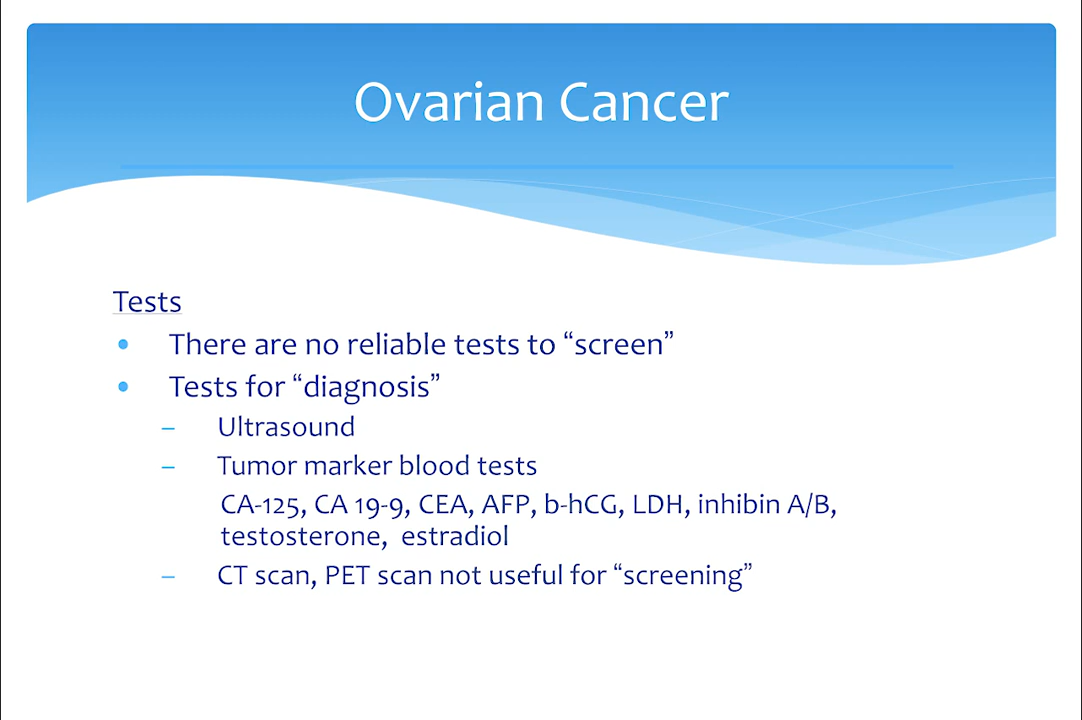 Ovarian Cancer
Tests
• There are no reliable tests to “screen”
• Tests for “diagnosis”
– Ultrasound
– Tumor marker blood tests
CA-125, CA 19-9, CEA, AFP, b-hCG, LDH, inhibin A/B,
testosterone, estradiol
– CT scan, PET scan not useful for “screening”